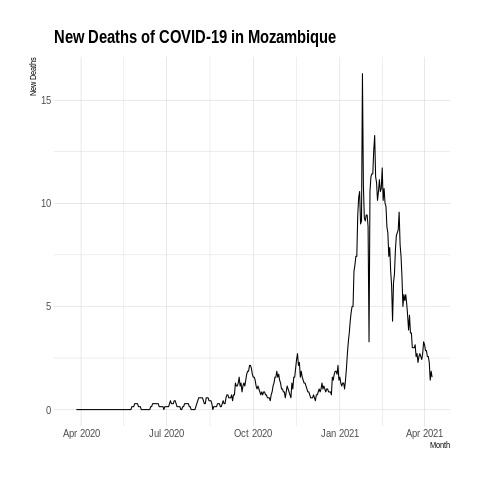 New Deaths of COVID-19 in Mozambique
New Deaths
15
10
5
0
Apr 2020 Jul 2020 Oct 2020 Jan 2021 Apr 2021
Month